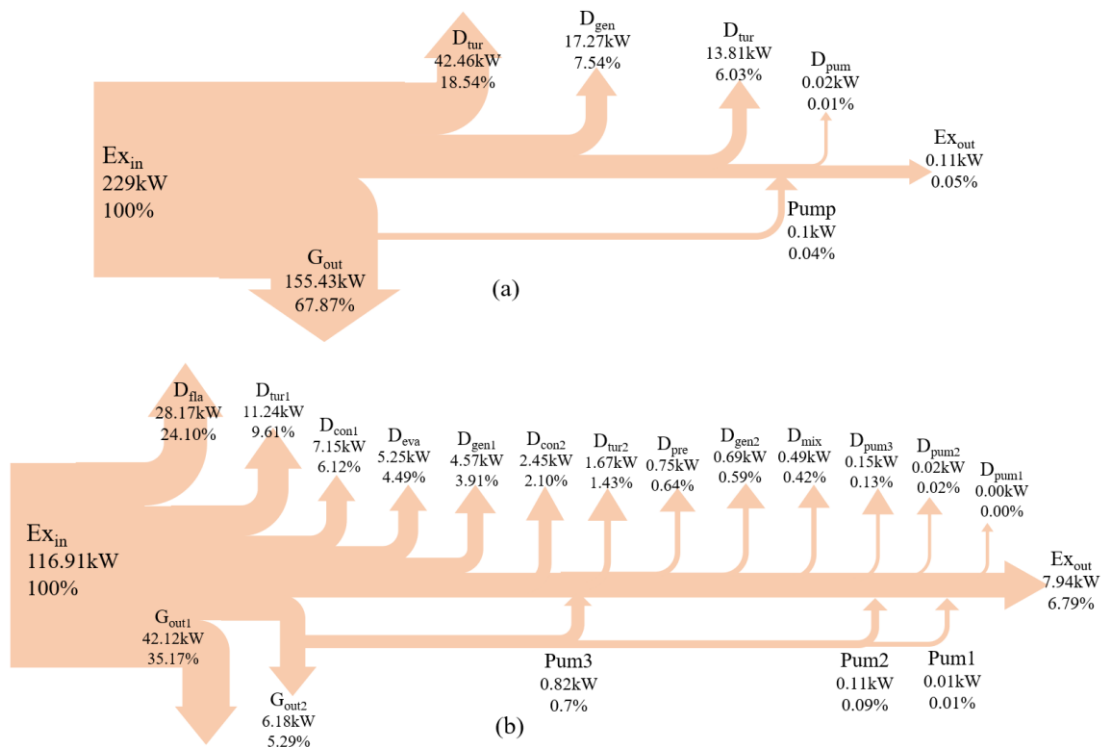 D_tur
42.46kW
18.54%
D_gen
17.27kW
7.54%
D_tur
13.81kW
6.03%
D_pum
0.02kW
0.01%
Ex_in
229kW
100%
Ex_out
0.11kW
0.05%
Pump
0.1kW
0.04%
G_out
155.43kW
67.87%
(a)
D_fla
28.17kW
24.10%
D_tur1
11.24kW
9.61%
D_con1
7.15kW
6.12%
D_eva
5.25kW
4.49%
D_gen1
4.57kW
3.91%
D_con2
2.45kW
2.10%
D_tur2
1.67kW
1.43%
D_pre
0.75kW
0.64%
D_gen2
0.69kW
0.59%
D_mix
0.49kW
0.42%
D_pum3
0.15kW
0.13%
D_pum2
0.02kW
0.02%
D_pum1
0.00kW
0.00%
Ex_in
116.91kW
100%
Ex_out
7.94kW
6.79%
G_out1
42.12kW
35.17%
G_out2
6.18kW
5.29%
Pum3
0.82kW
0.7%
Pum2
0.11kW
0.09%
Pum1
0.01kW
0.01%
(b)